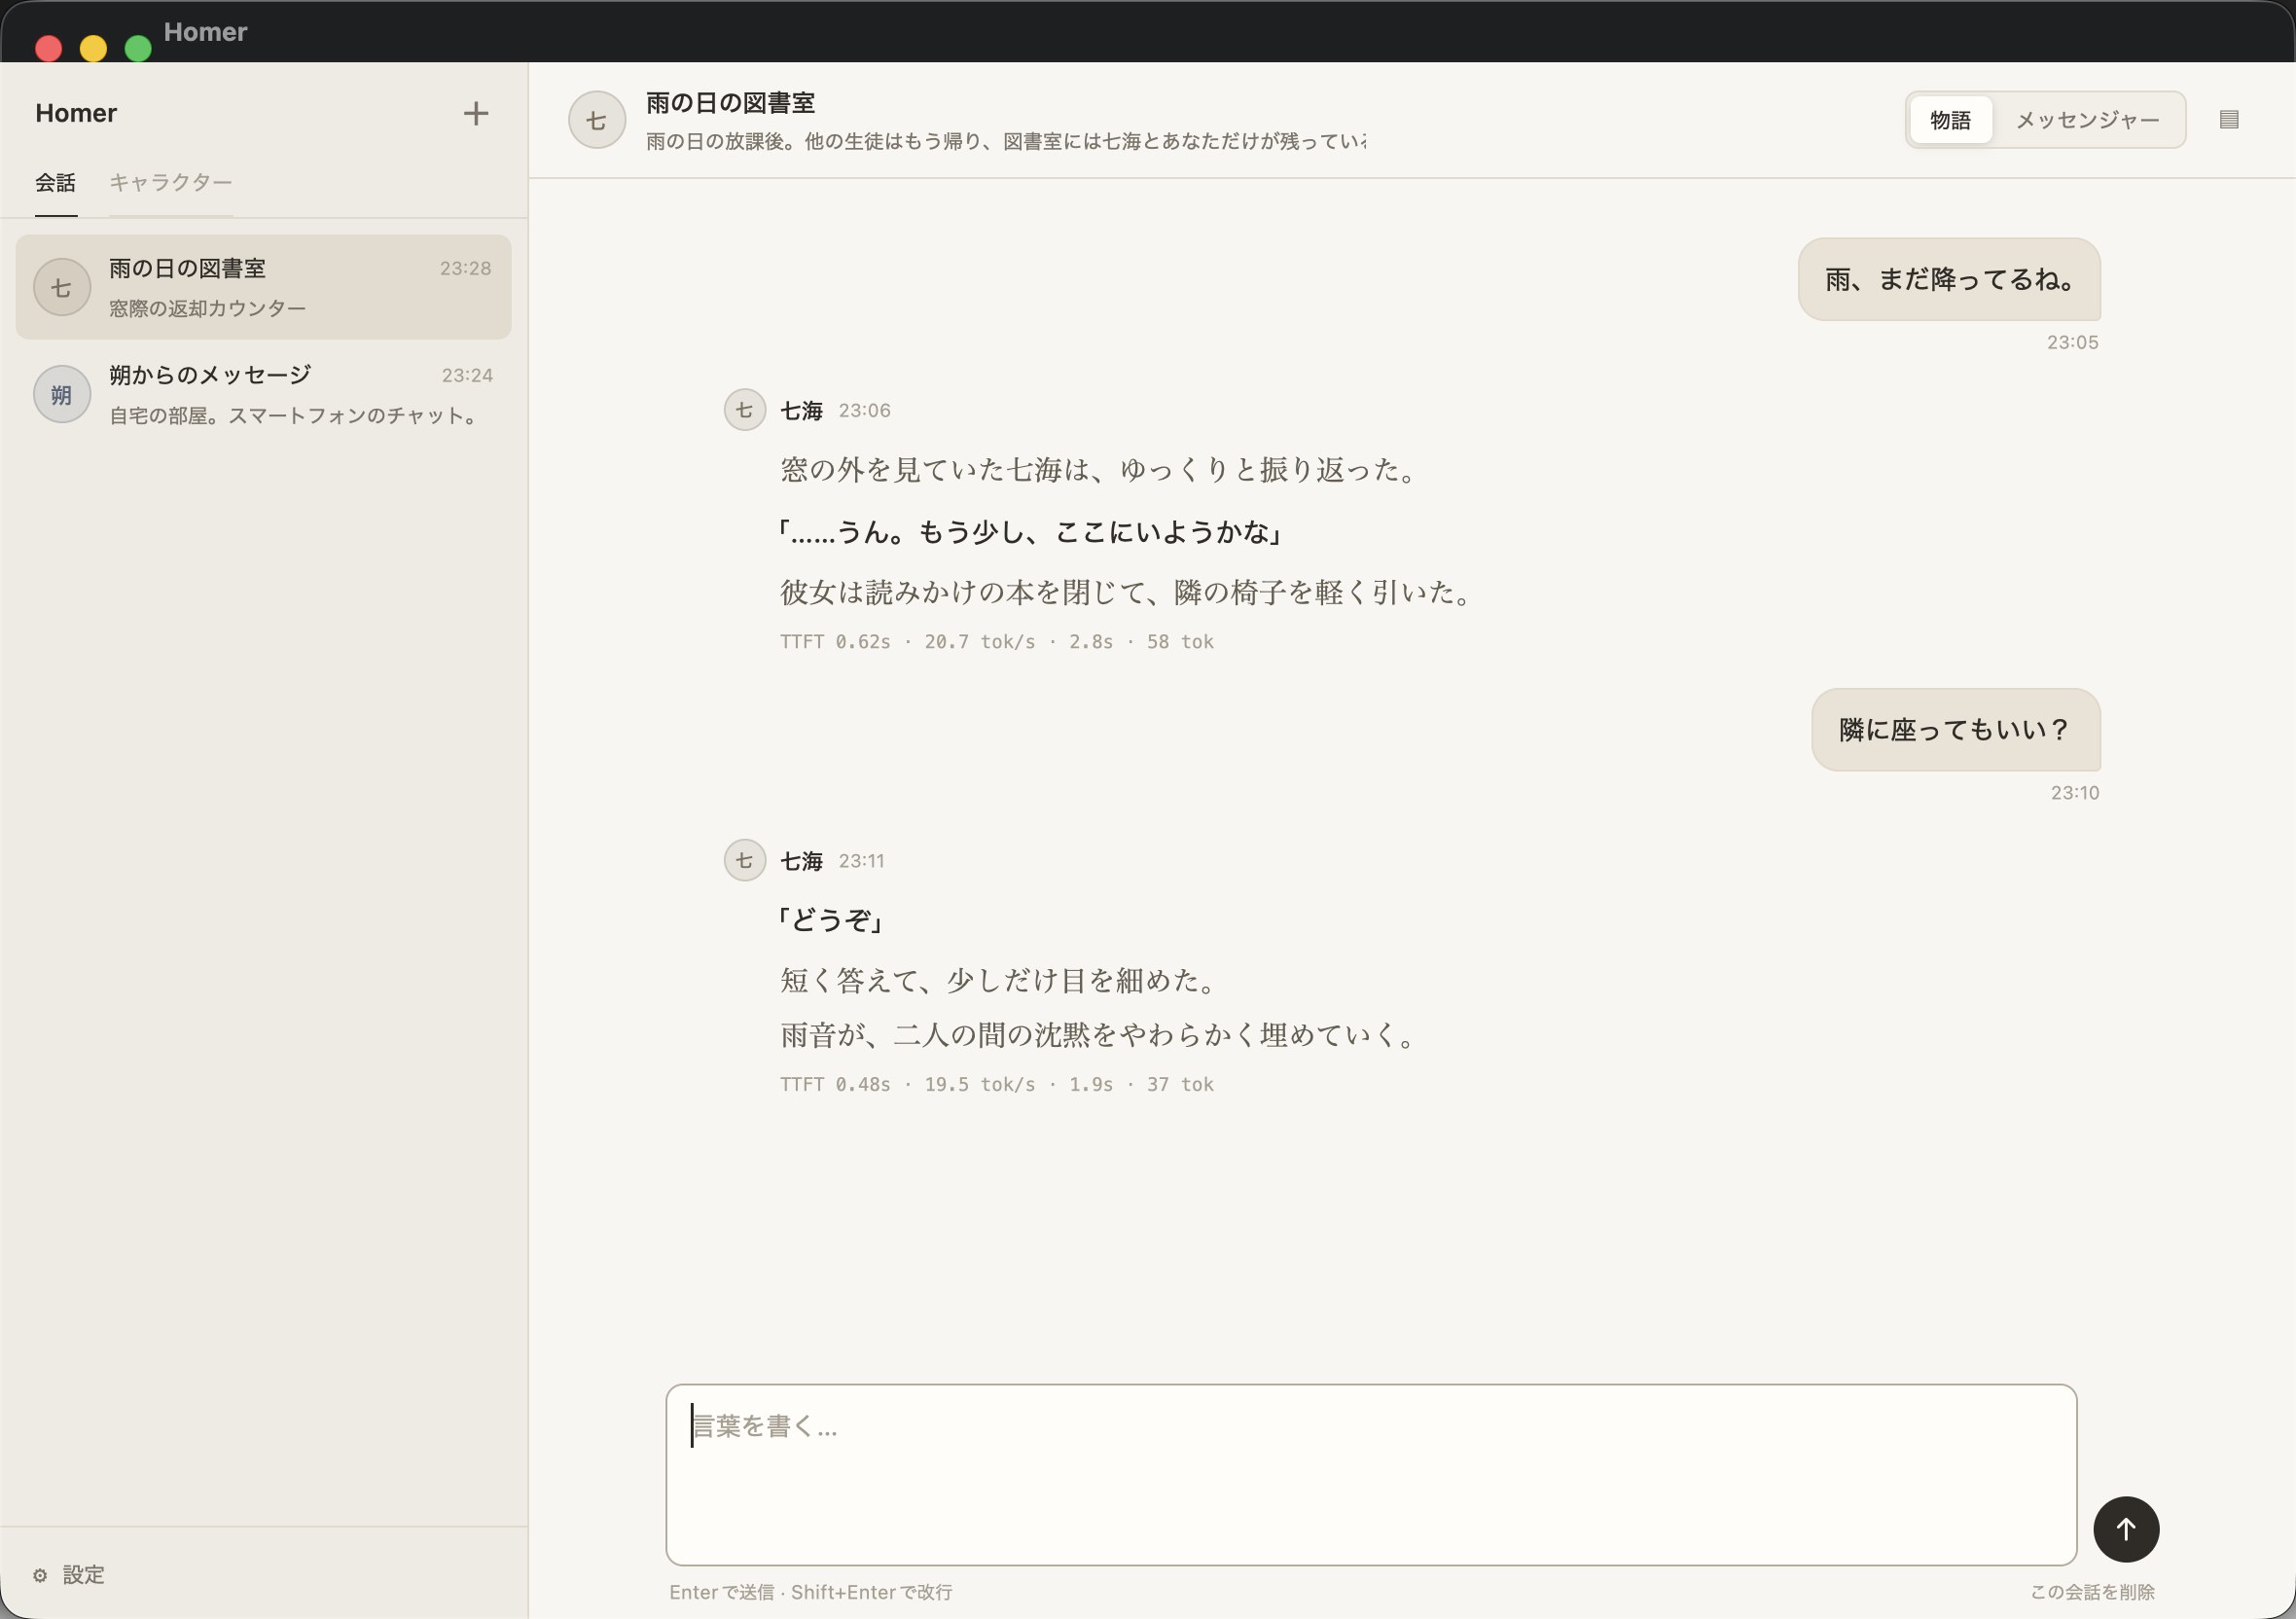 Homer
Homer
会話 キャラクター
七
雨の日の図書室 23:28
窓際の返却カウンター
朔
朔からのメッセージ 23:24
自宅の部屋。スマートフォンのチャット。
設定
七
雨の日の図書室
雨の日の放課後。他の生徒はもう帰り、図書室には七海とあなただけが残ってい
物語 メッセンジャー
雨、まだ降ってるね。
23:05
七 七海 23:06
窓の外を見ていた七海は、ゆっくりと振り返った。
「……うん。もう少し、ここにいようかな」
彼女は読みかけの本を閉じて、隣の椅子を軽く引いた。
TTFT 0.62s · 20.7 tok/s · 2.8s · 58 tok
隣に座ってもいい？
23:10
七 七海 23:11
「どうぞ」
短く答えて、少しだけ目を細めた。
雨音が、二人の間の沈黙をやわらかく埋めていく。
TTFT 0.48s · 19.5 tok/s · 1.9s · 37 tok
言葉を書く…
Enterで送信 · Shift+Enterで改行
この会話を削除